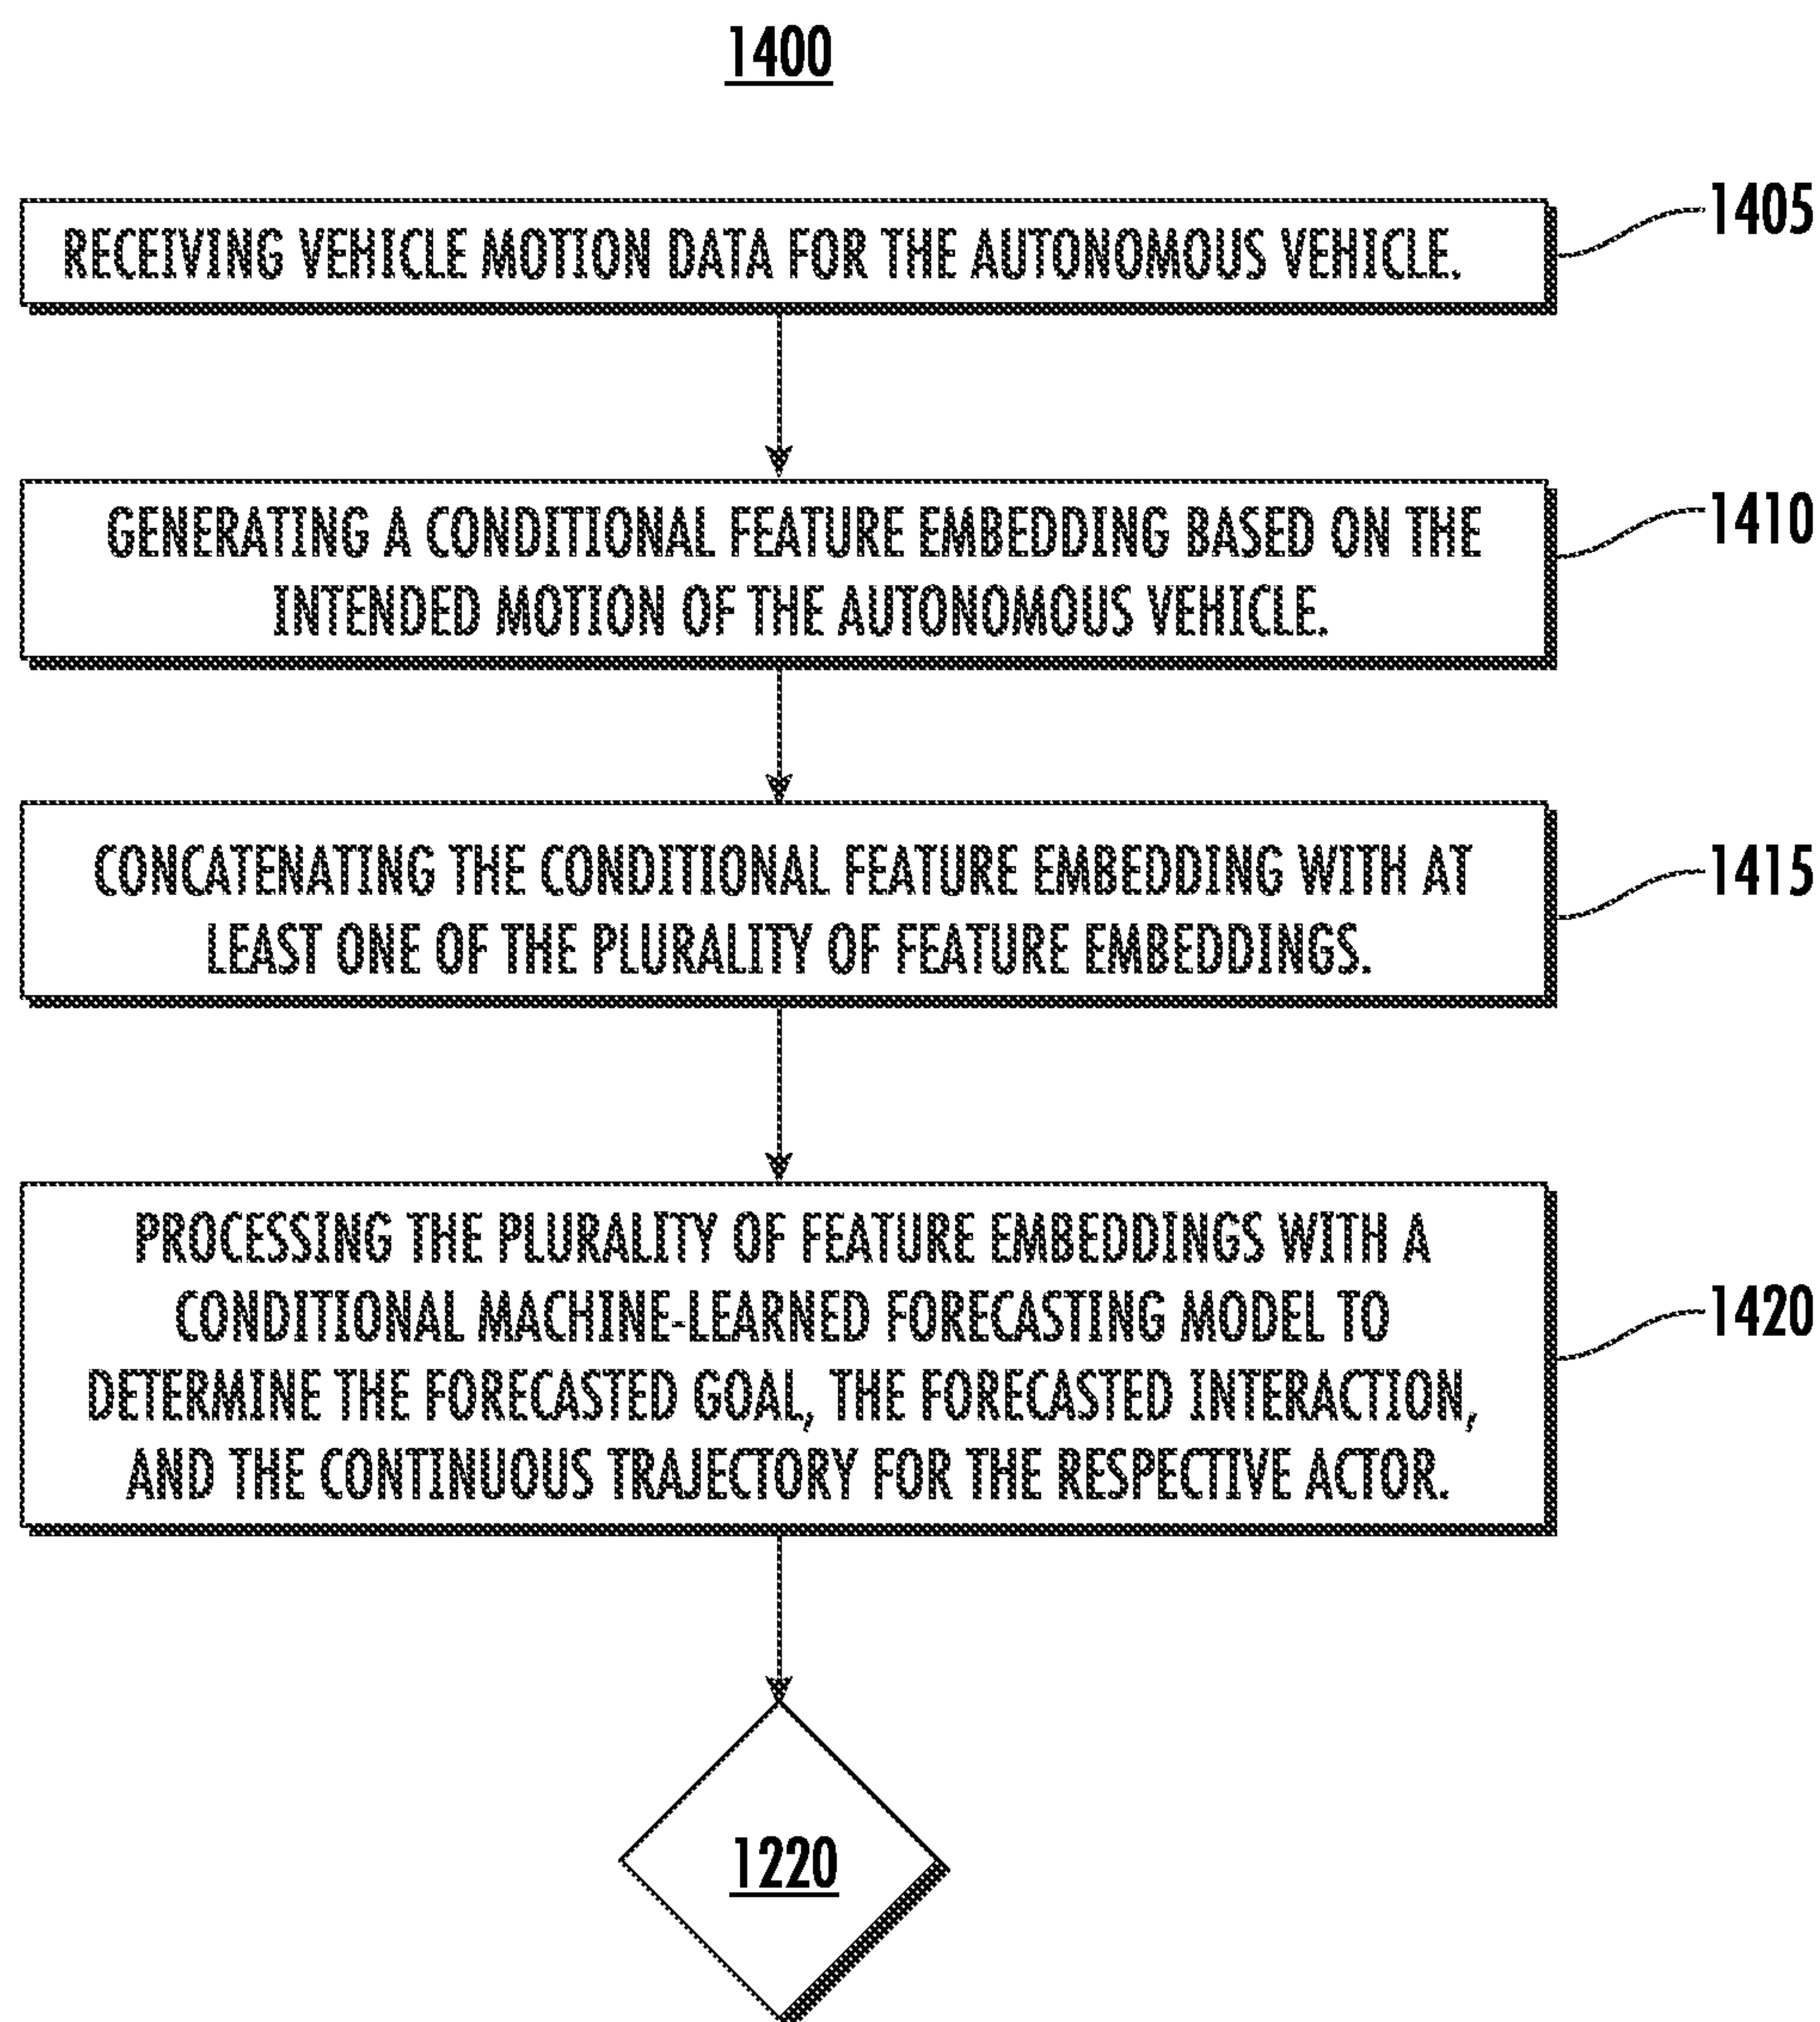 1400
RECEIVING VEHICLE MOTION DATA FOR THE AUTONOMOUS VEHICLE.
1405
GENERATING A CONDITIONAL FEATURE EMBEDDING BASED ON THE
INTENDED MOTION OF THE AUTONOMOUS VEHICLE.
1410
CONCATENATING THE CONDITIONAL FEATURE EMBEDDING WITH AT
LEAST ONE OF THE PLURALITY OF FEATURE EMBEDDINGS.
1415
PROCESSING THE PLURALITY OF FEATURE EMBEDDINGS WITH A
CONDITIONAL MACHINE-LEARNED FORECASTING MODEL TO
DETERMINE THE FORECASTED GOAL, THE FORECASTED INTERACTION,
AND THE CONTINUOUS TRAJECTORY FOR THE RESPECTIVE ACTOR.
1420
1220